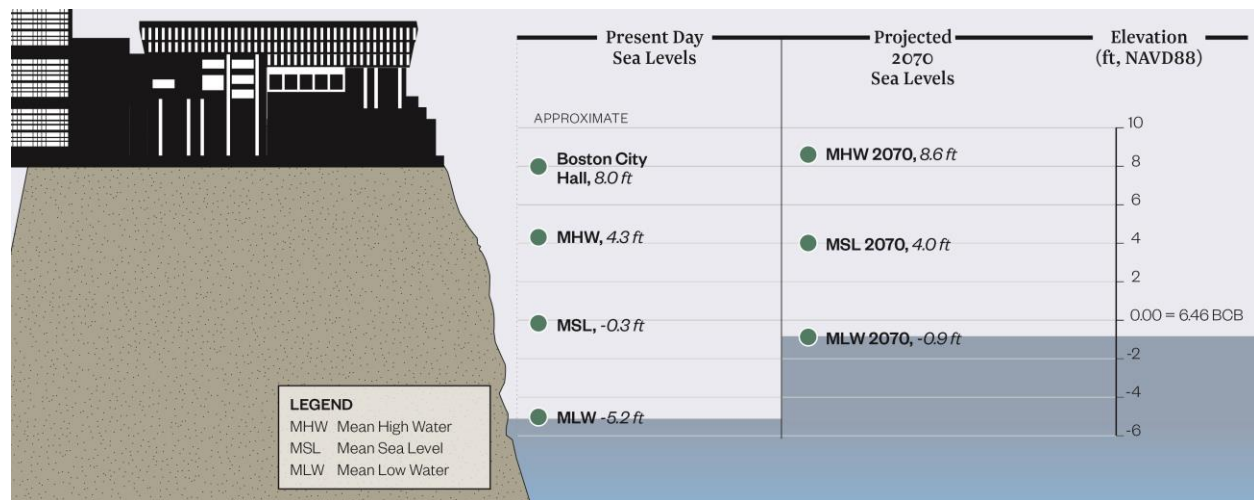 Present Day
Sea Levels
Projected
2070
Sea Levels
Elevation
(ft, NAVD88)
APPROXIMATE
Boston City
Hall, 8.0 ft
MHW, 4.3 ft
MSL, -0.3 ft
MLW -5.2 ft
MHW 2070, 8.6 ft
MSL 2070, 4.0 ft
MLW 2070, -0.9 ft
10
8
6
4
2
0.00 = 6.46 BCB
-2
-4
-6
LEGEND
MHW Mean High Water
MSL Mean Sea Level
MLW Mean Low Water